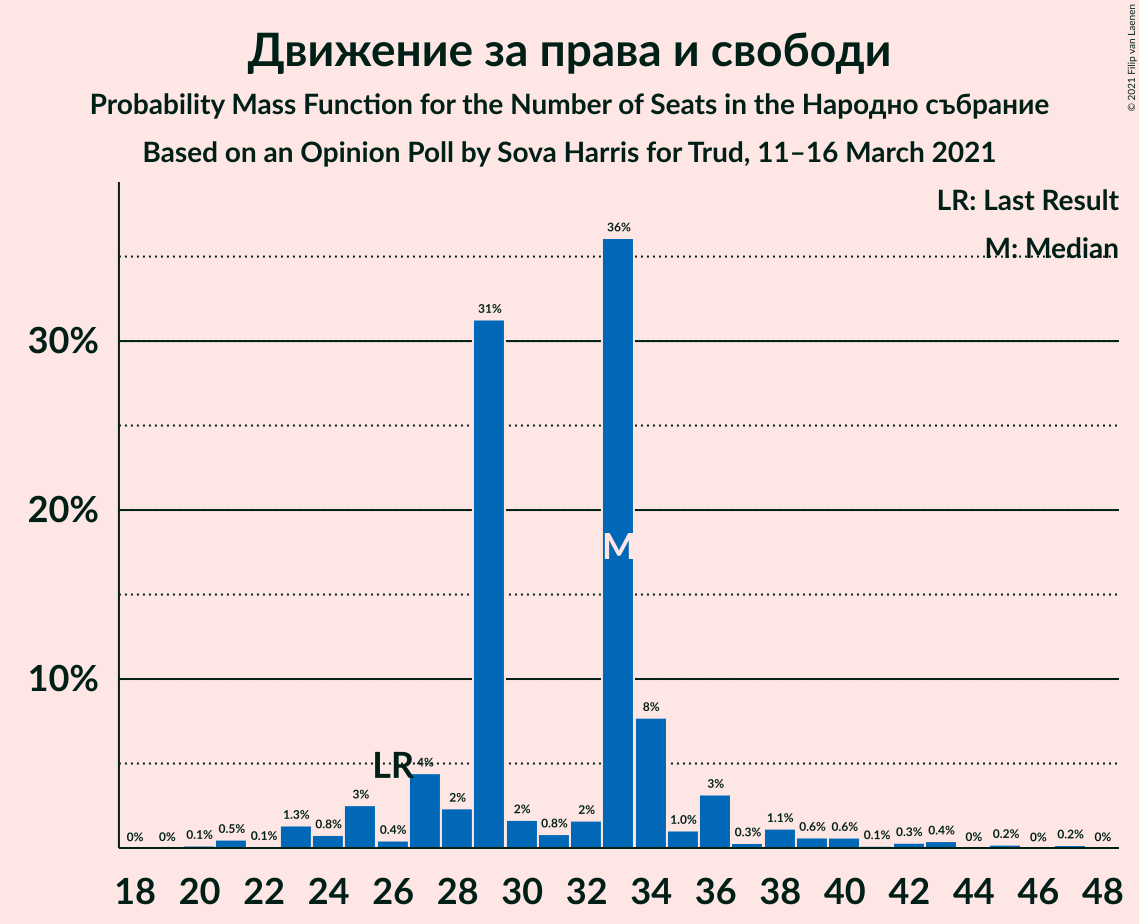 Движение за права и свободи
Probability Mass Function for the Number of Seats in the Народно събрание
Based on an Opinion Poll by Sova Harris for Trud, 11–16 March 2021
© 2021 Filip van Laenen
LR: Last Result
M: Median
30%
20%
10%
0% 0% 0.1% 0.5% 0.1% 1.3% 0.8% 3% 0.4% 4% 2% 31% 2% 0.8% 2% 36% 8% 1.0% 3% 0.3% 1.1% 0.6% 0.6% 0.1% 0.3% 0.4% 0% 0.2% 0% 0.2% 0%
LR
M
18 20 22 24 26 28 30 32 34 36 38 40 42 44 46 48